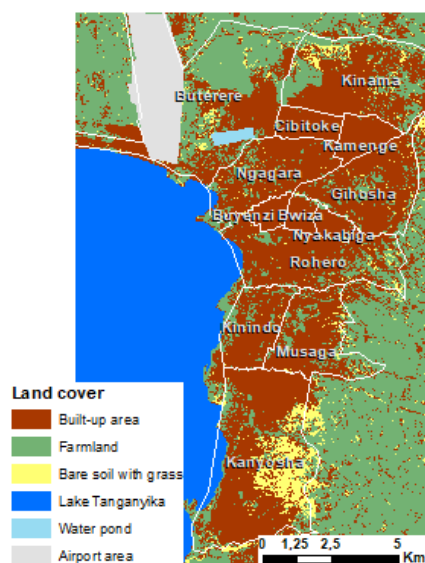 Kinama
Buterere
Cibitoke
Kamenge
Ngagara
Gihosha
Buyenzi Bwiza
Nyakabiga
Rohero
Kinindo
Musaga
Kanyosha
Land cover
Built-up area
Farmland
Bare soil with grass
Lake Tanganyika
Water pond
Airport area
0 1,25 2,5 5
Km